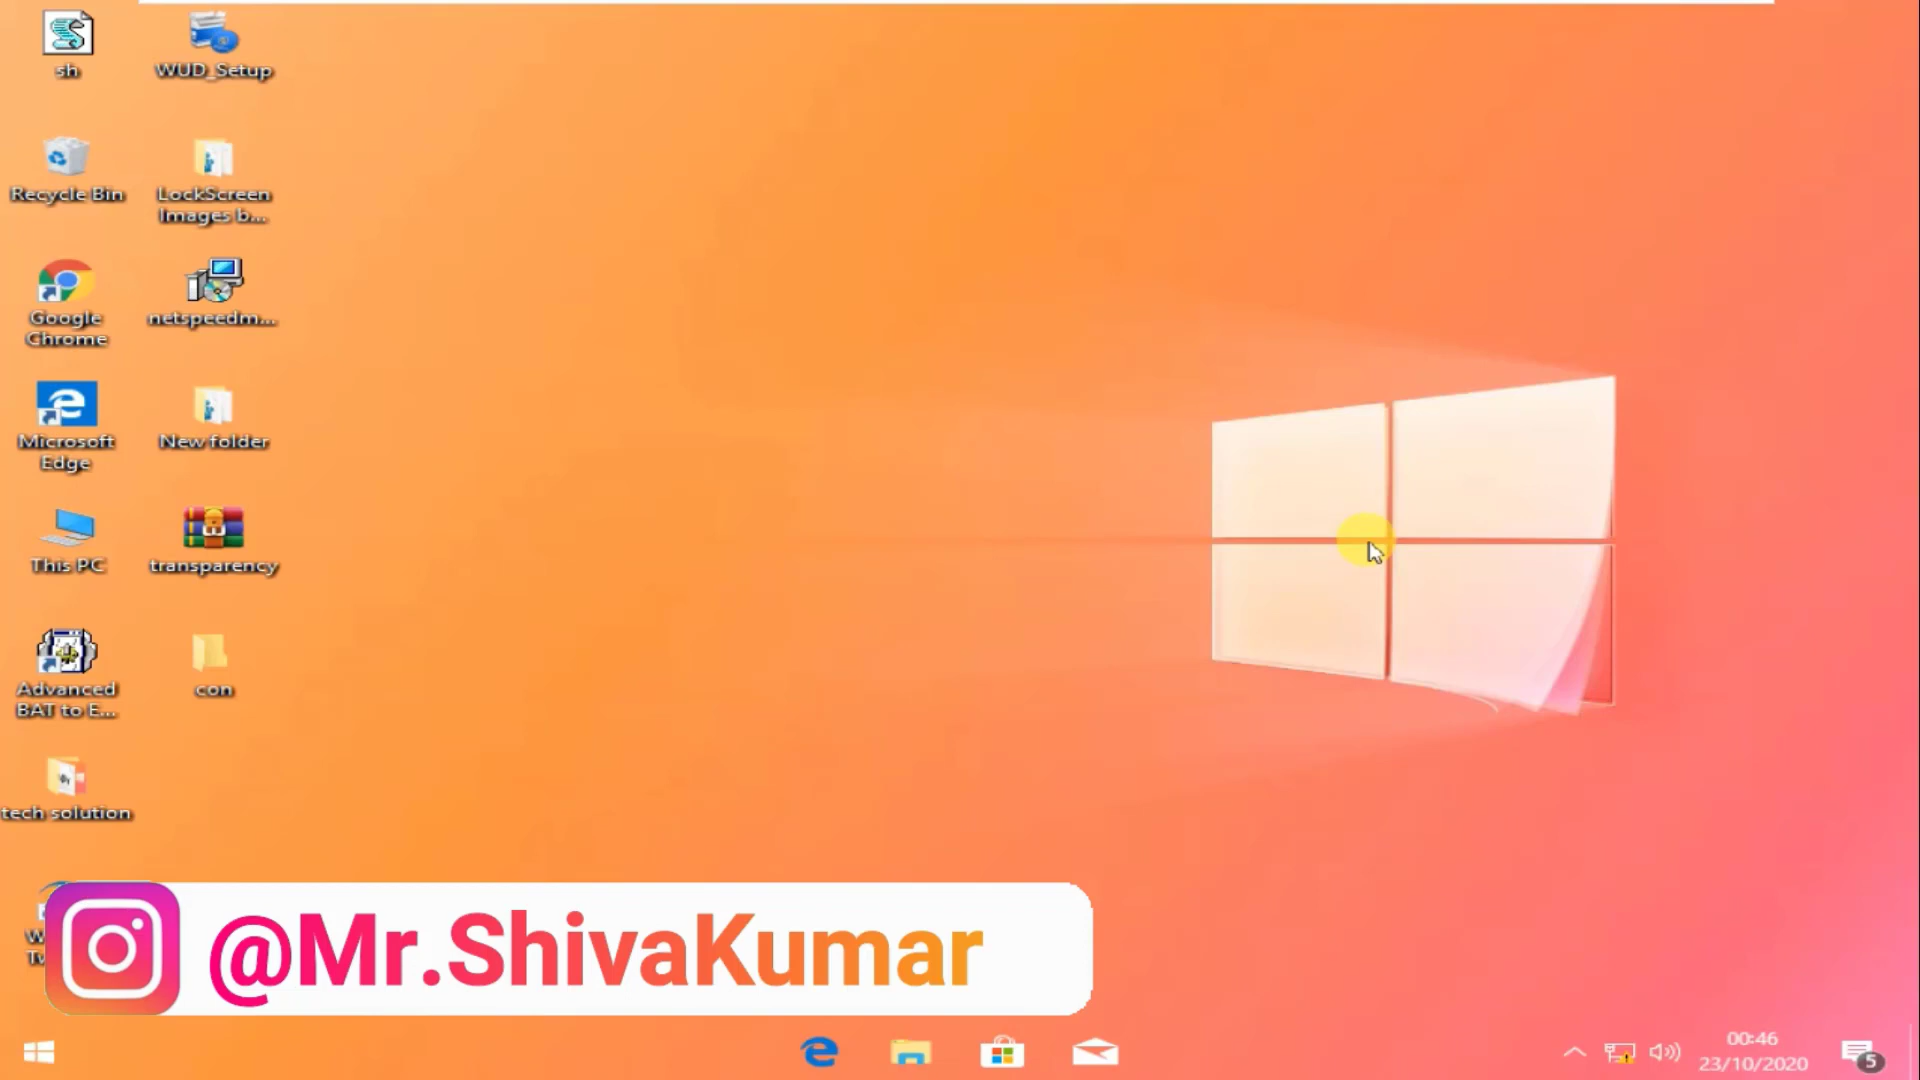 sh
WUD_Setup
Recycle Bin
LockScreen
Images b...
Google
Chrome
netspeedm...
Microsoft
Edge
New folder
This PC
transparency
Advanced
BAT to E...
con
tech solution
@Mr.ShivaKumar
00:46
23/10/2020
5